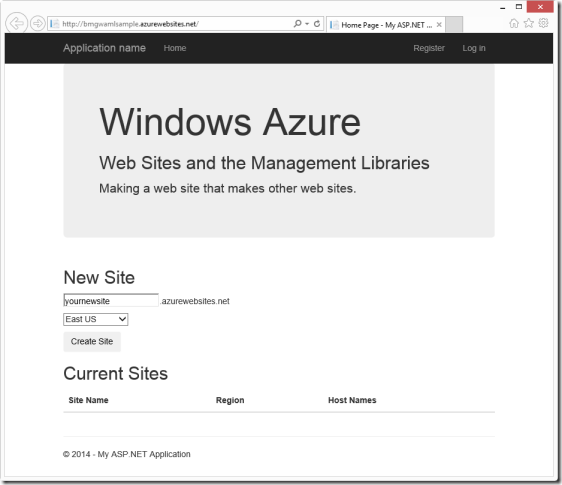 http://bmgwamlsample.azurewebsites.net/
Home Page - My ASP.NET ...
Application name Home Register Log in
Windows Azure
Web Sites and the Management Libraries
Making a web site that makes other web sites.
New Site
yournewsite .azurewebsites.net
East US
Create Site
Current Sites
Site Name Region Host Names
© 2014 - My ASP.NET Application